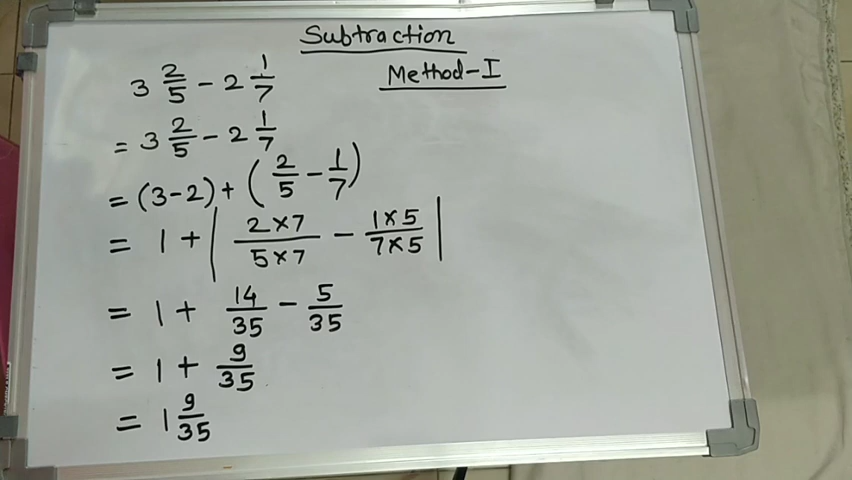 Subtraction
Method-I
3 2/5 - 2 1/7
= 3 2/5 - 2 1/7
= (3-2) + (2/5 - 1/7)
= 1 + | 2×7/5×7 - 1×5/7×5 |
= 1 + 14/35 - 5/35
= 1 + 9/35
= 1 9/35